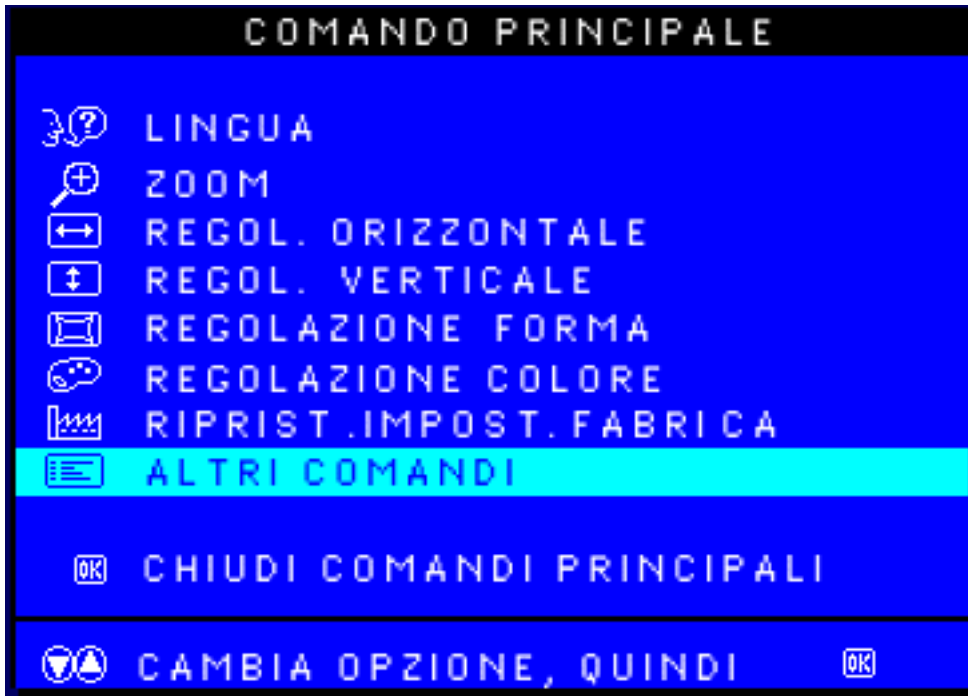 COMANDO PRINCIPALE
LINGUA
ZOOM
REGOL. ORIZZONTALE
REGOL. VERTICALE
REGOLAZIONE FORMA
REGOLAZIONE COLORE
RIPRIST.IMPOST.FABRICA
ALTRI COMANDI
OK CHIUDI COMANDI PRINCIPALI
CAMBIA OPZIONE, QUINDI OK